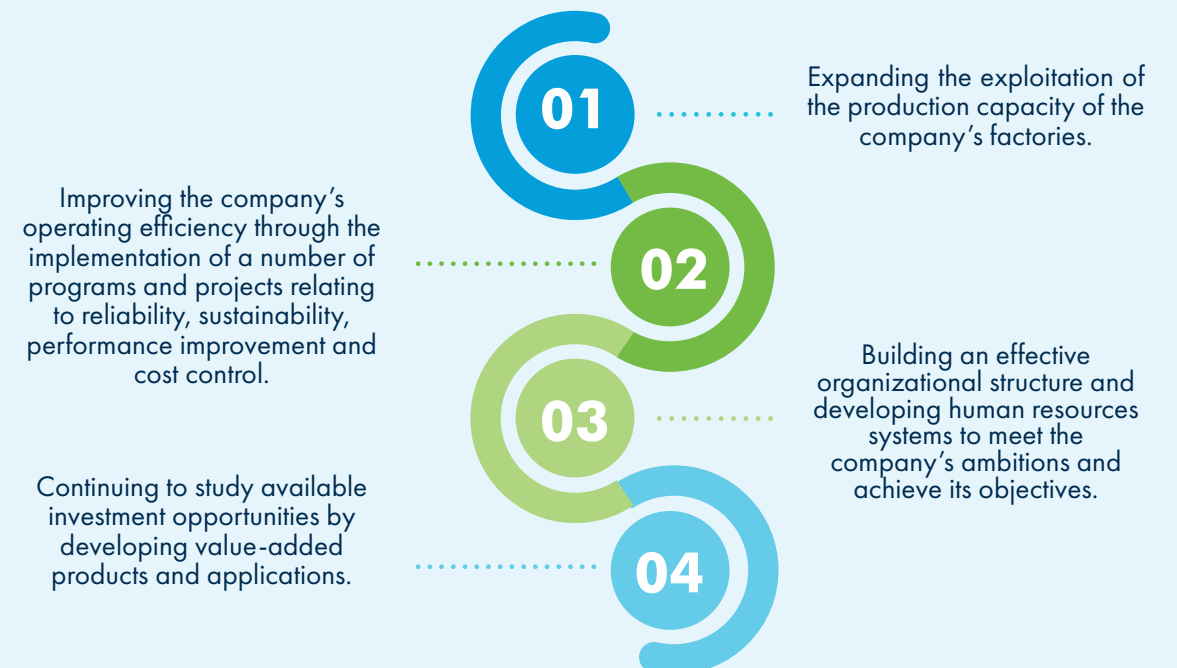 01
Expanding the exploitation of
the production capacity of the
company’s factories.
02
Improving the company’s
operating efficiency through the
implementation of a number of
programs and projects relating
to reliability, sustainability,
performance improvement and
cost control.
03
Building an effective
organizational structure and
developing human resources
systems to meet the
company’s ambitions and
achieve its objectives.
04
Continuing to study available
investment opportunities by
developing value-added
products and applications.